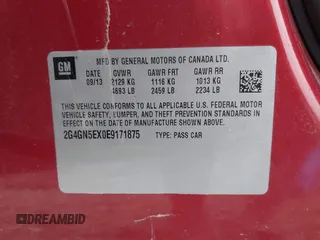 GM
MFD BY GENERAL MOTORS OF CANADA LTD.
DATE GVWR GAWR FRT GAWR RR
09/13 2129 KG 1116 KG 1013 KG
4693 LB 2459 LB 2234 LB
THIS VEHICLE CONFORMS TO ALL APPLICABLE U.S. FEDERAL MOTOR
VEHICLE SAFETY, BUMPER, AND THEFT PREVENTION STANDARDS
IN EFFECT ON THE DATE OF MANUFACTURE SHOWN ABOVE.
2G4GN5EX0E9171875 TYPE: PASS CAR
DREAMBID